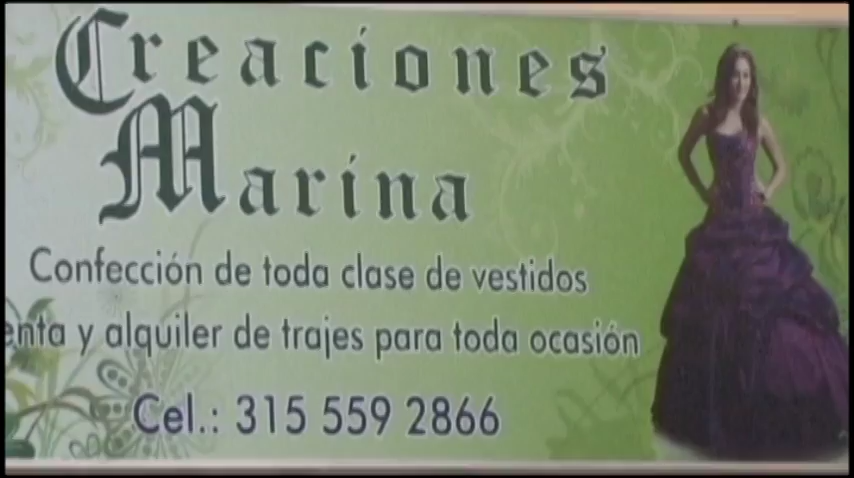 Creaciones
Marina
Confección de toda clase de vestidos
enta y alquiler de trajes para toda ocasión
Cel.: 315 559 2866